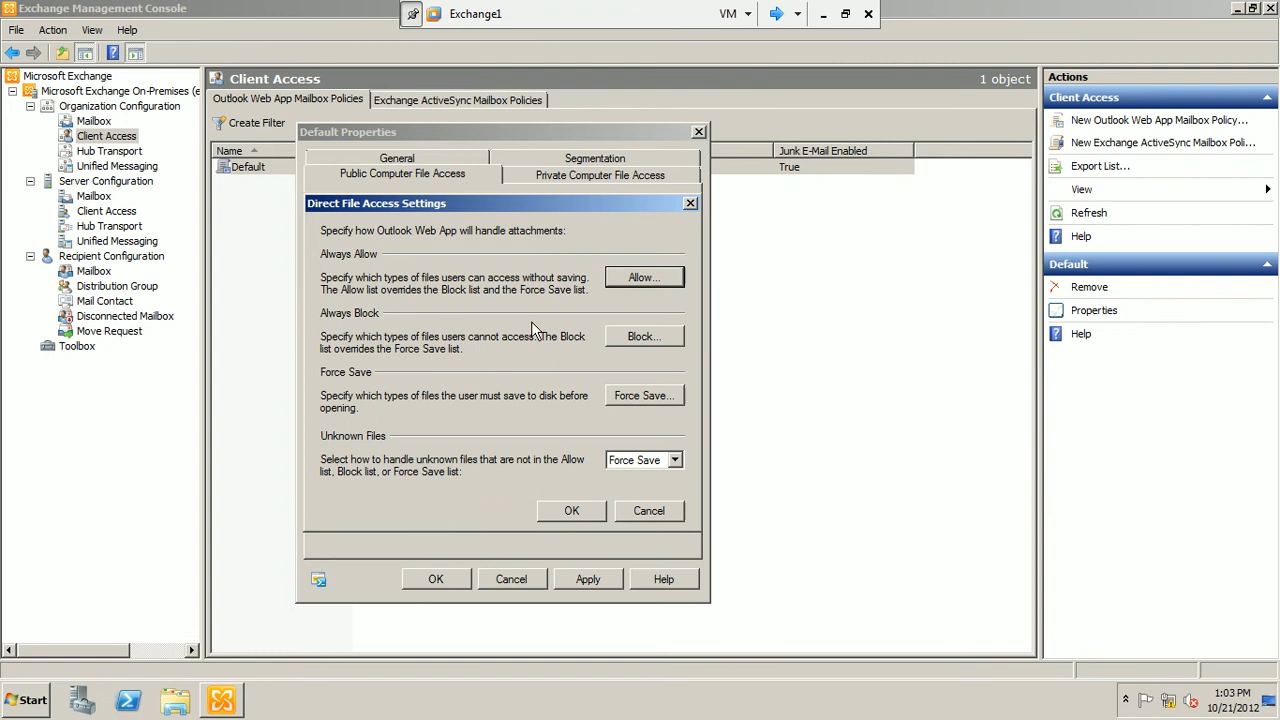 Exchange Management Console
Exchange1
VM
File Action View Help
Microsoft Exchange
Microsoft Exchange On-Premises (e
Organization Configuration
Mailbox
Client Access
Hub Transport
Unified Messaging
Server Configuration
Mailbox
Client Access
Hub Transport
Unified Messaging
Recipient Configuration
Mailbox
Distribution Group
Mail Contact
Disconnected Mailbox
Move Request
Toolbox
Client Access
1 object
Outlook Web App Mailbox Policies
Exchange ActiveSync Mailbox Policies
Create Filter
Name
Junk E-Mail Enabled
Default
True
Default Properties
General
Segmentation
Public Computer File Access
Private Computer File Access
Direct File Access Settings
Specify how Outlook Web App will handle attachments:
Always Allow
Specify which types of files users can access without saving.
The Allow list overrides the Block list and the Force Save list.
Allow...
Always Block
Specify which types of files users cannot access. The Block
list overrides the Force Save list.
Block...
Force Save
Specify which types of files the user must save to disk before
opening.
Force Save...
Unknown Files
Select how to handle unknown files that are not in the Allow
list, Block list, or Force Save list:
Force Save
OK
Cancel
OK
Cancel
Apply
Help
Actions
Client Access
New Outlook Web App Mailbox Policy...
New Exchange ActiveSync Mailbox Poli...
Export List...
View
Refresh
Help
Default
Remove
Properties
Help
Start
1:03 PM
10/21/2012